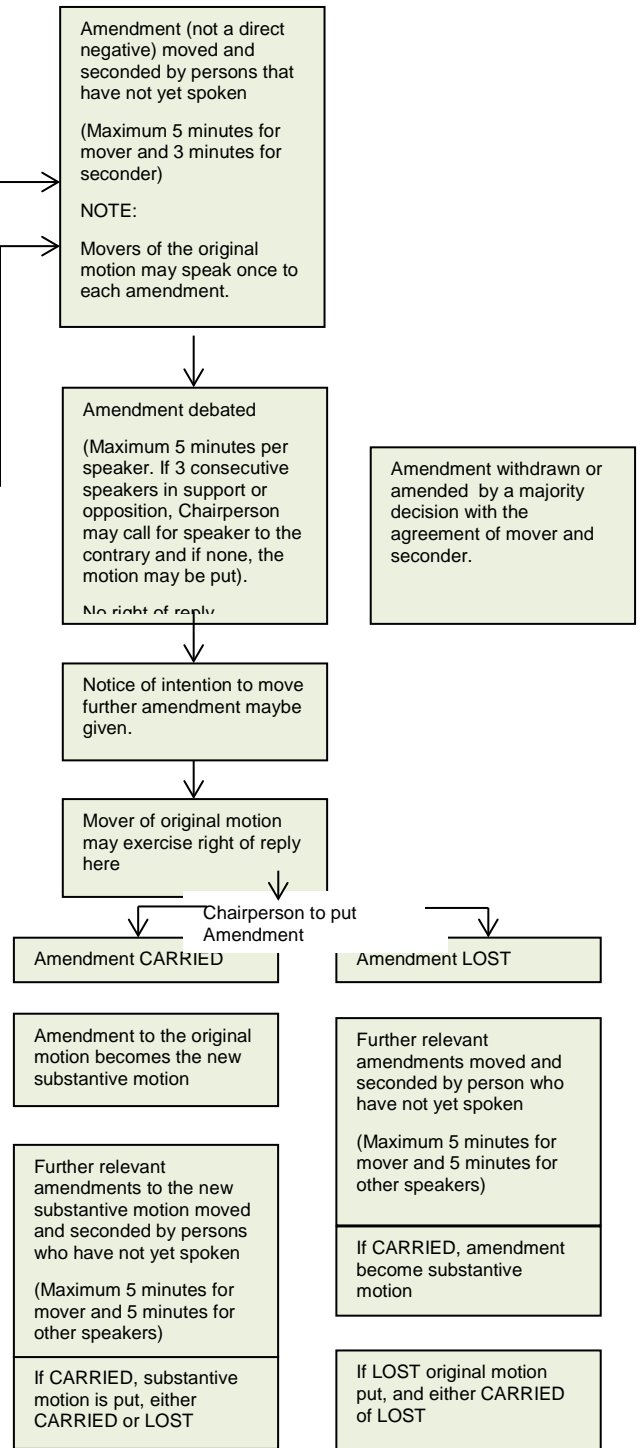 Amendment (not a direct
negative) moved and
seconded by persons that
have not yet spoken
(Maximum 5 minutes for
mover and 3 minutes for
seconder)
NOTE:
Movers of the original
motion may speak once to
each amendment.
Amendment debated
(Maximum 5 minutes per
speaker. If 3 consecutive
speakers in support or
opposition, Chairperson
may call for speaker to the
contrary and if none, the
motion may be put).
No right of reply
Amendment withdrawn or
amended by a majority
decision with the
agreement of mover and
seconder.
Notice of intention to move
further amendment maybe
given.
Mover of original motion
may exercise right of reply
here
Chairperson to put
Amendment
Amendment CARRIED
Amendment LOST
Amendment to the original
motion becomes the new
substantive motion
Further relevant
amendments to the new
substantive motion moved
and seconded by persons
who have not yet spoken
(Maximum 5 minutes for
mover and 5 minutes for
other speakers)
If CARRIED, substantive
motion is put, either
CARRIED or LOST
Further relevant
amendments moved and
seconded by person who
have not yet spoken
(Maximum 5 minutes for
mover and 5 minutes for
other speakers)
If CARRIED, amendment
become substantive
motion
If LOST original motion
put, and either CARRIED
of LOST